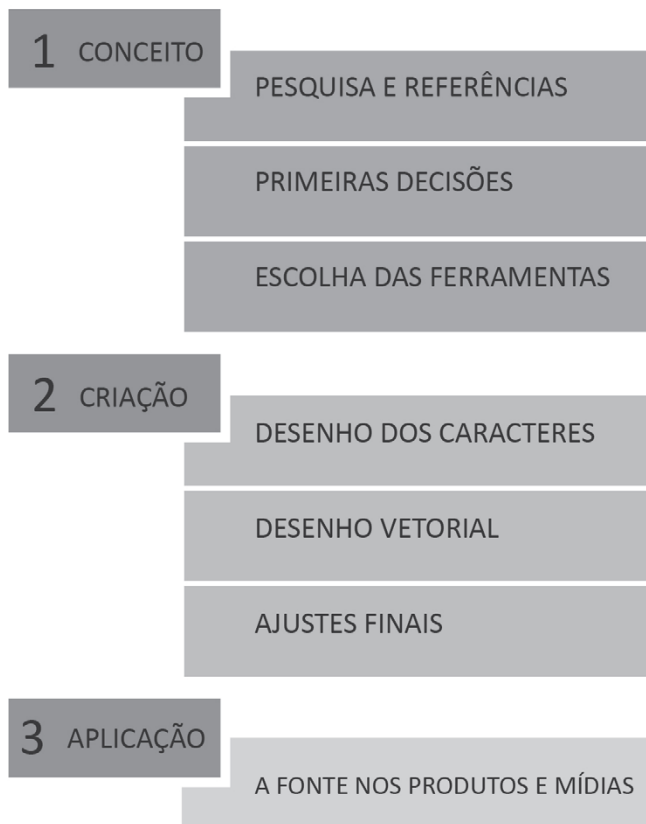 1 CONCEITO
PESQUISA E REFERÊNCIAS
PRIMEIRAS DECISÕES
ESCOLHA DAS FERRAMENTAS
2 CRIAÇÃO
DESENHO DOS CARACTERES
DESENHO VETORIAL
AJUSTES FINAIS
3 APLICAÇÃO
A FONTE NOS PRODUTOS E MÍDIAS